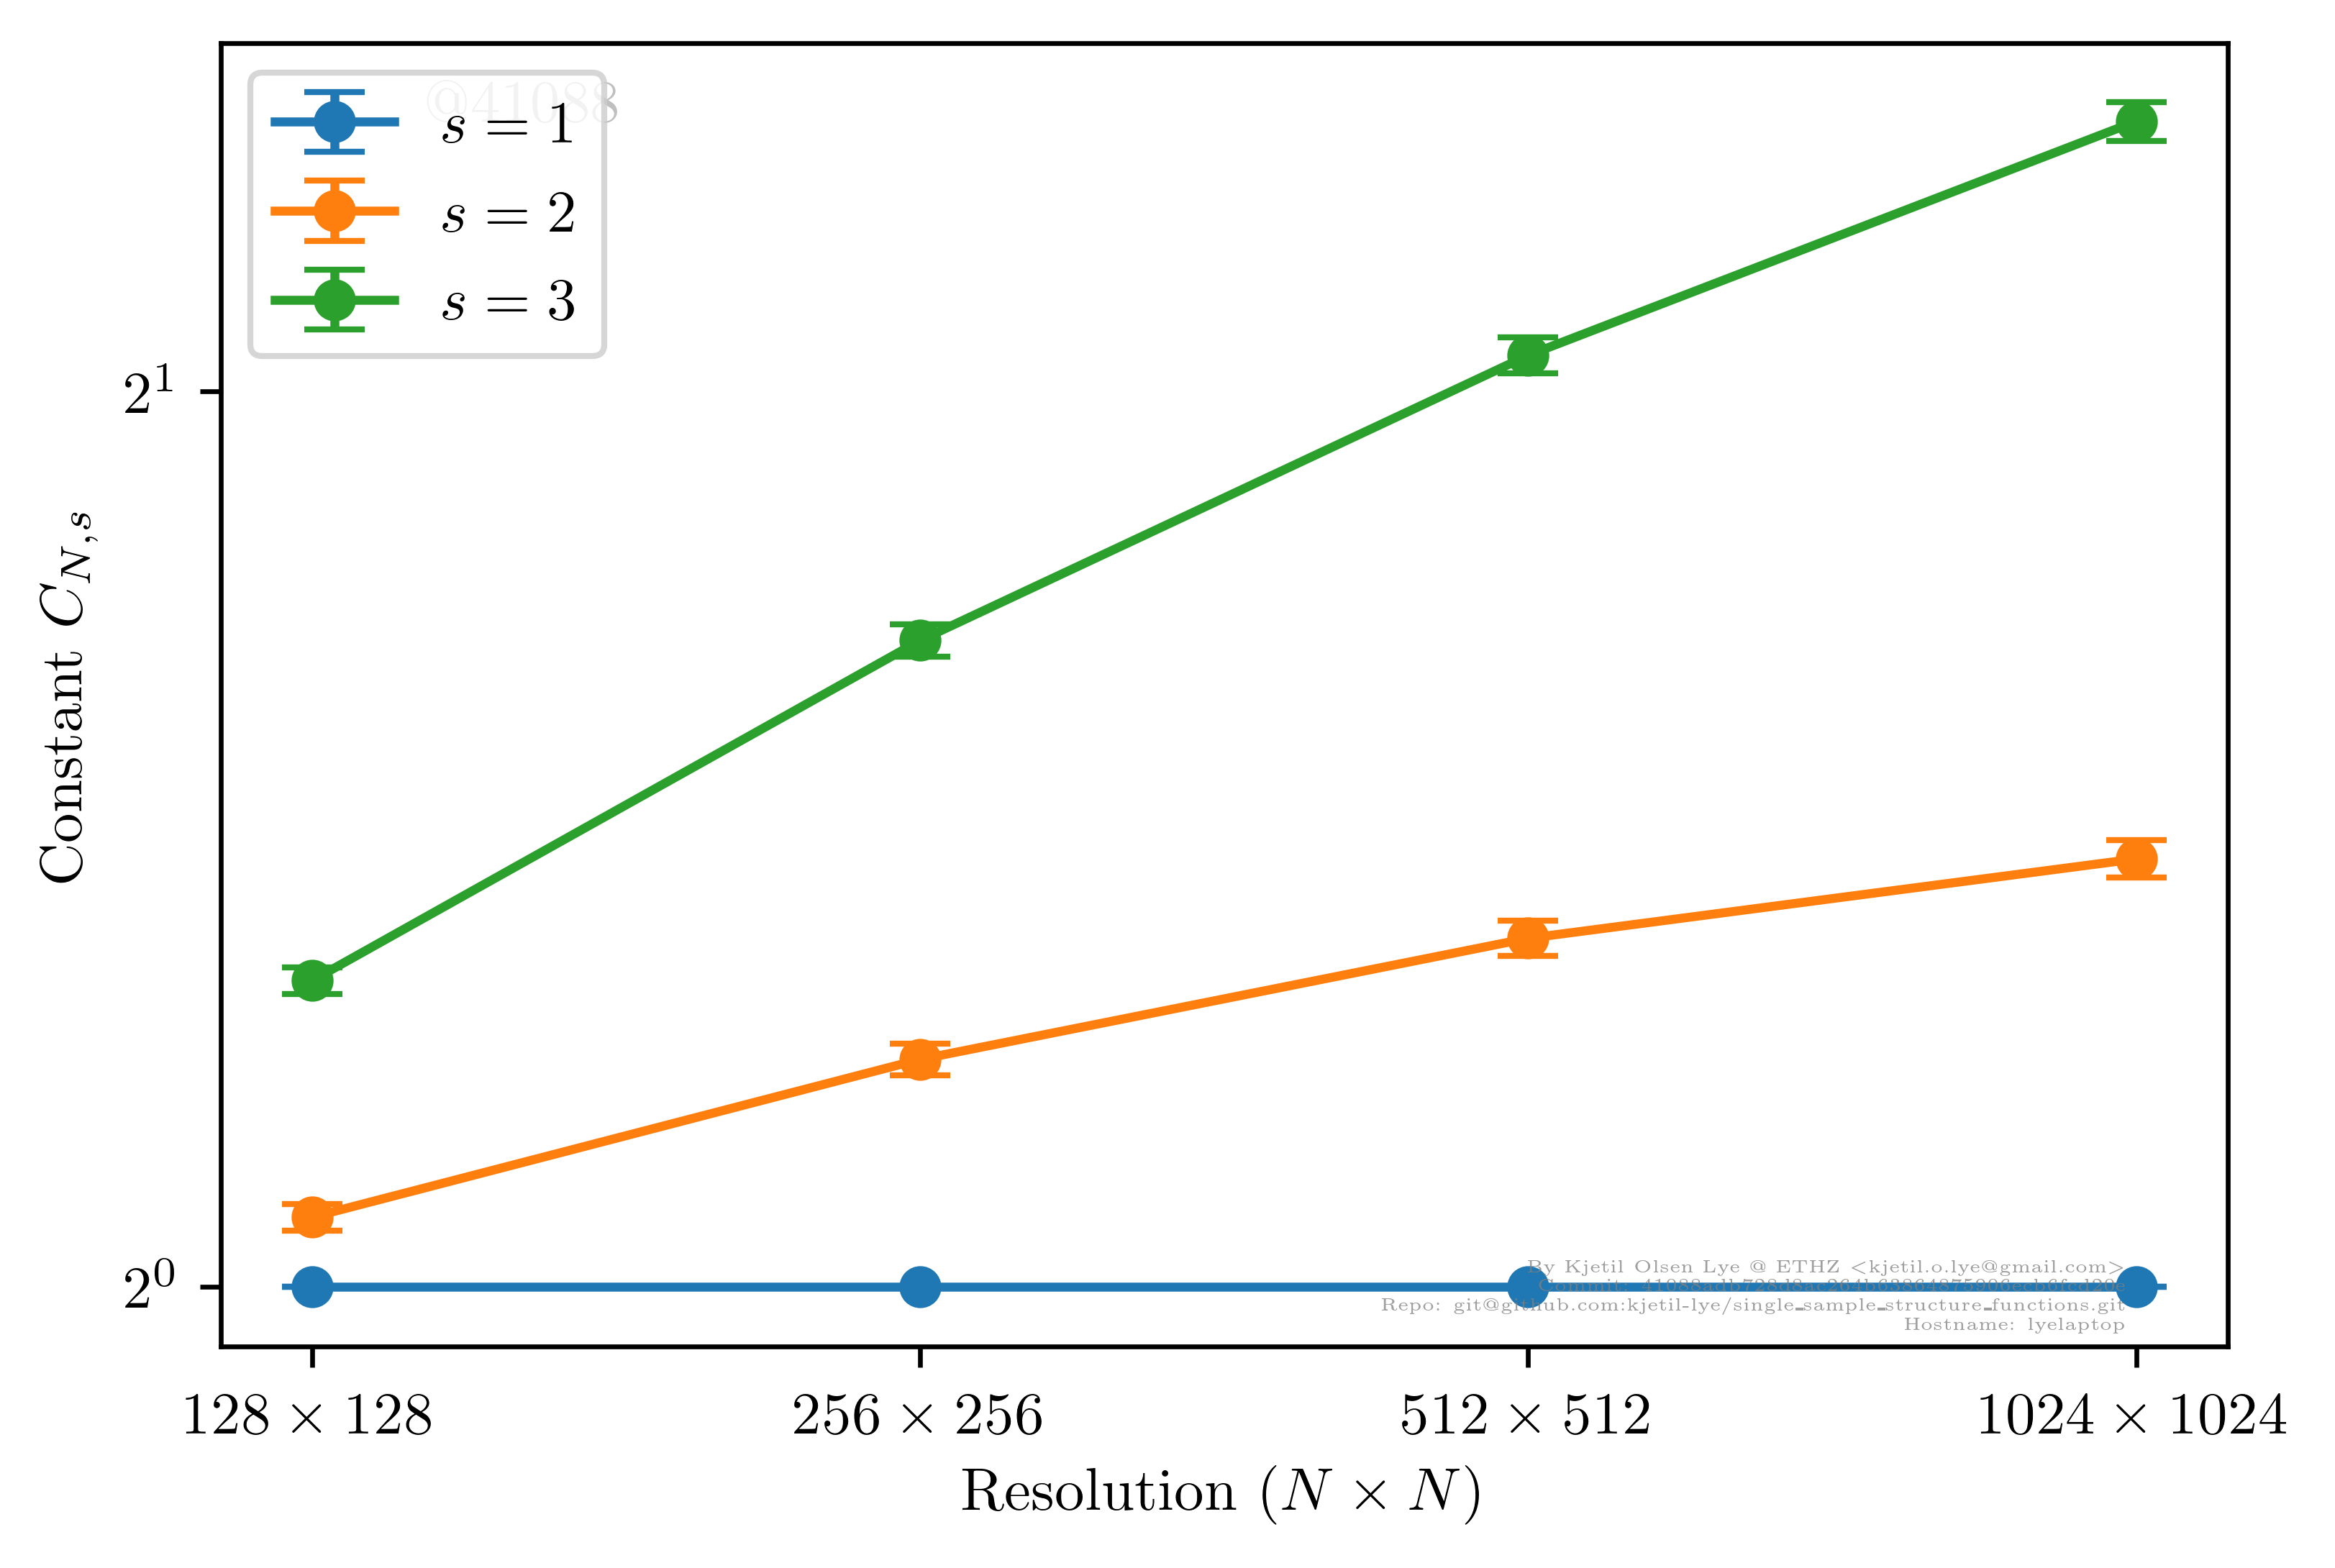 @41088
s = 1
s = 2
s = 3
2^1
2^0
Constant C_{N,s}
By Kjetil Olsen Lye @ ETHZ <kjetil.o.lye@gmail.com>
Commit:
Repo: git@github.com:kjetil-lye/single_sample_structure_functions.git
Hostname: lyelaptop
128 × 128
256 × 256
512 × 512
1024 × 1024
Resolution (N × N)